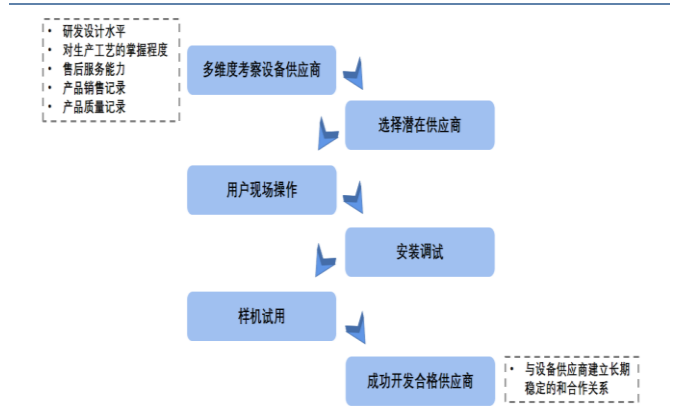 • 研发设计水平
• 对生产工艺的掌握程度
• 售后服务能力
• 产品销售记录
• 产品质量记录
多维度考察设备供应商
选择潜在供应商
用户现场操作
安装调试
样机试用
成功开发合格供应商
• 与设备供应商建立长期
稳定的和合作关系